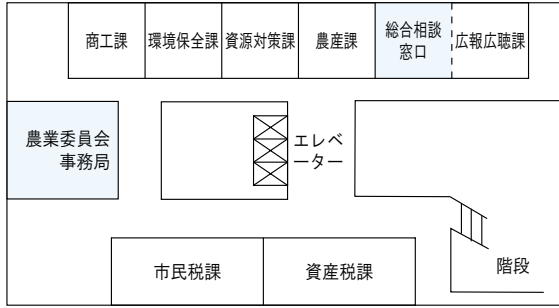 商工課
環境保全課
資源対策課
農産課
総合相談
窓口
広報広聴課
農業委員会
事務局
エレベ
ーター
市民税課
資産税課
階段